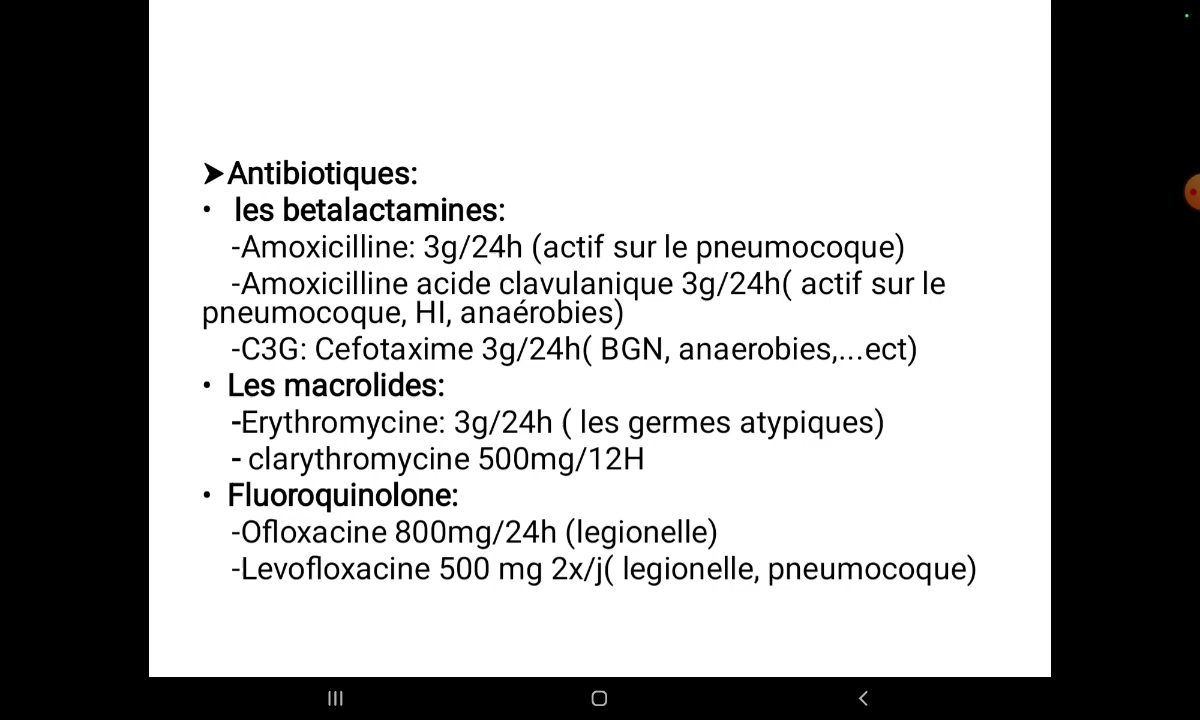 ➤Antibiotiques:
• les betalactamines:
-Amoxicilline: 3g/24h (actif sur le pneumocoque)
-Amoxicilline acide clavulanique 3g/24h( actif sur le
pneumocoque, HI, anaérobies)
-C3G: Cefotaxime 3g/24h( BGN, anaerobies,...ect)
• Les macrolides:
-Erythromycine: 3g/24h ( les germes atypiques)
- clarythromycine 500mg/12H
• Fluoroquinolone:
-Ofloxacine 800mg/24h (legionelle)
-Levofloxacine 500 mg 2x/j( legionelle, pneumocoque)